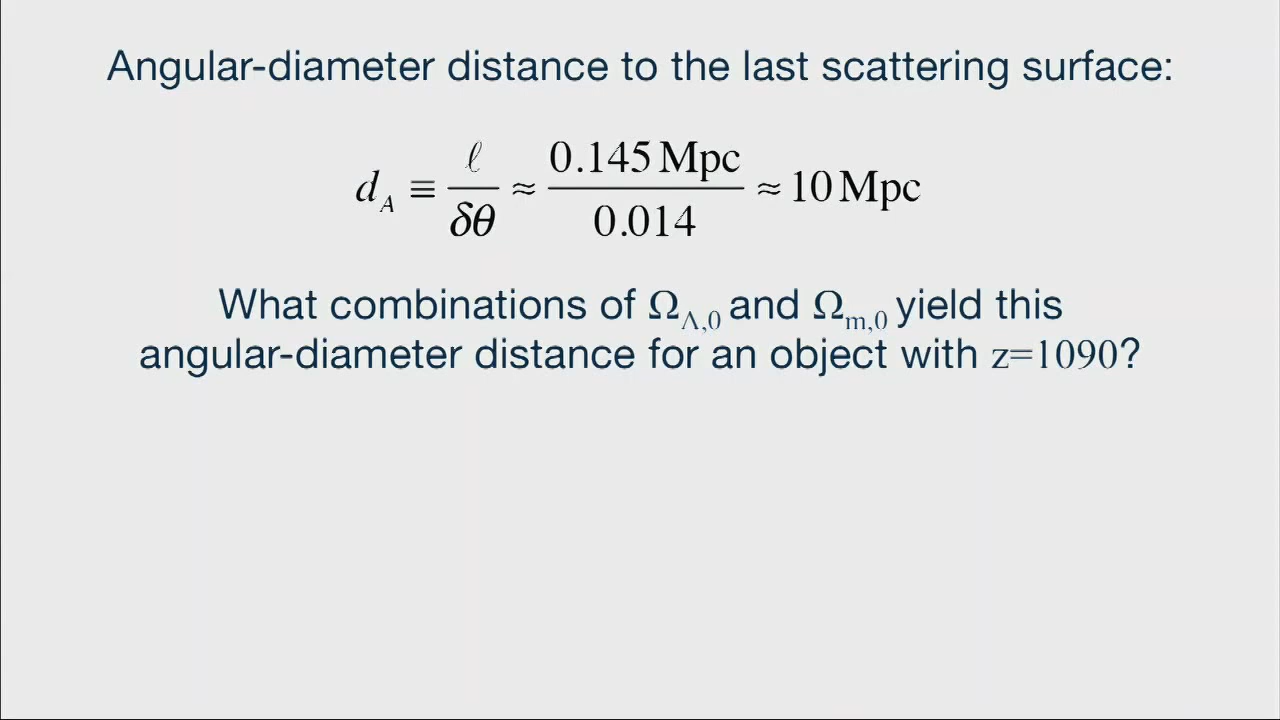 Angular-diameter distance to the last scattering surface:
d_A ≡ ℓ/δθ ≈ 0.145 Mpc/0.014 ≈ 10 Mpc
What combinations of Ω_Λ,0 and Ω_m,0 yield this
angular-diameter distance for an object with z=1090?